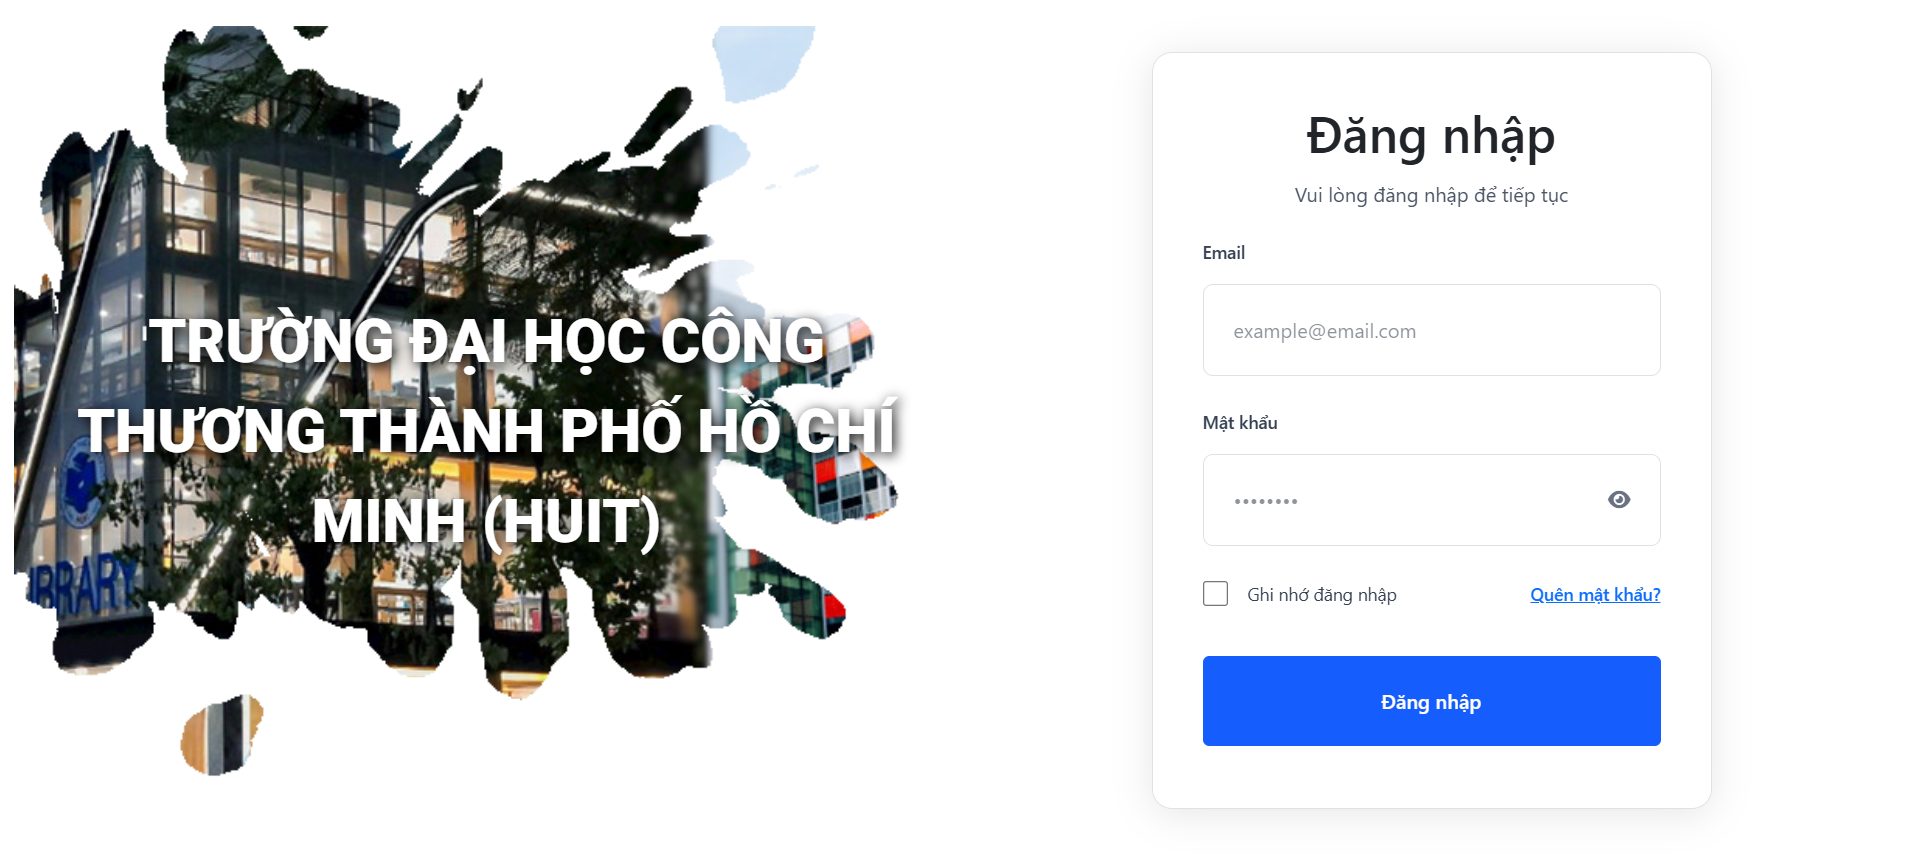 TRƯỜNG ĐẠI HỌC CÔNG
THƯƠNG THÀNH PHỐ HỒ CHÍ
MINH (HUIT)
IBRARY
Đăng nhập
Vui lòng đăng nhập để tiếp tục
Email
example@email.com
Mật khẩu
••••••••
Ghi nhớ đăng nhập
Quên mật khẩu?
Đăng nhập